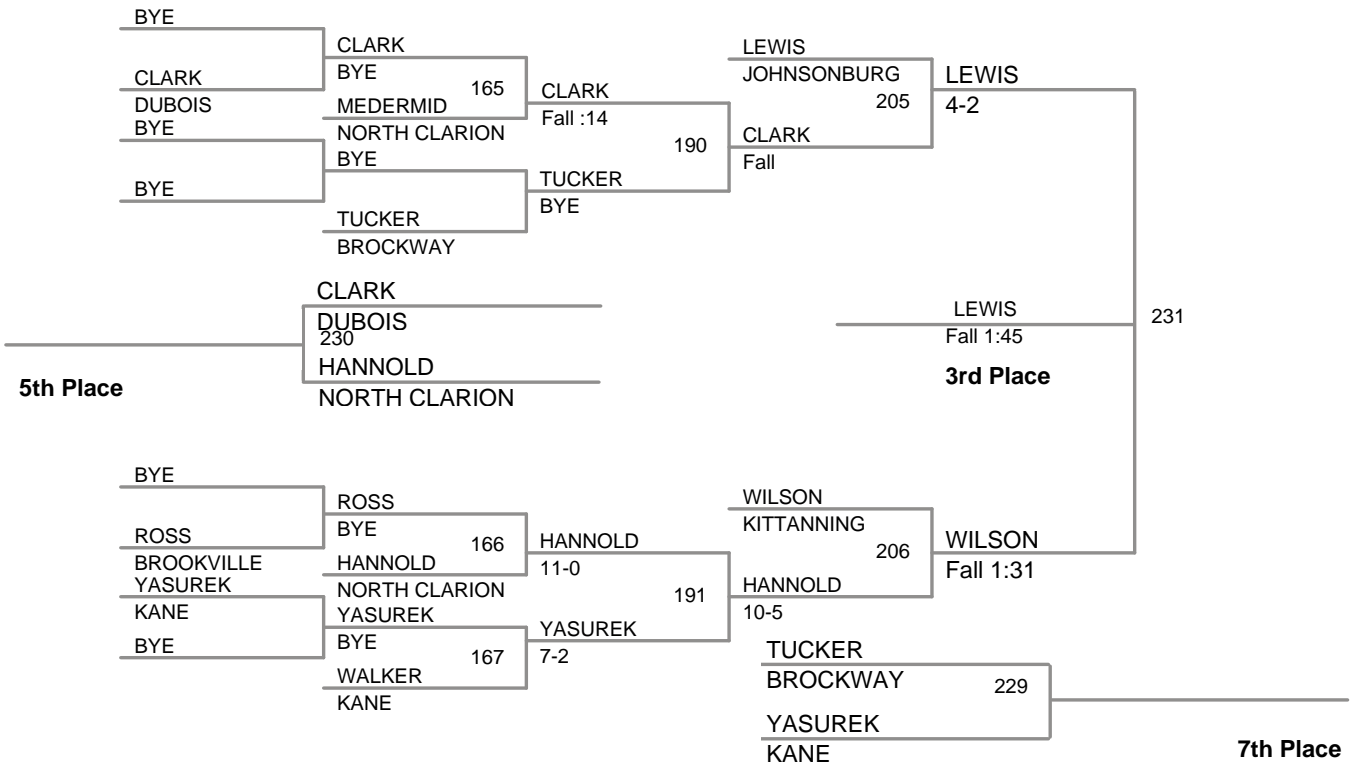 BYE
CLARK
LEWIS
CLARK
BYE
165
JOHNSONBURG
LEWIS
DUBOIS
MEDERMID
CLARK
205
4-2
BYE
NORTH CLARION
Fall :14
190
CLARK
BYE
BYE
TUCKER
Fall
TUCKER
BYE
BROCKWAY
CLARK
DUBOIS
230
HANNOLD
NORTH CLARION
5th Place
LEWIS
231
Fall 1:45
3rd Place
BYE
ROSS
WILSON
ROSS
BYE
166
KITTANNING
BROOKVILLE
HANNOLD
HANNOLD
206
WILSON
YASUREK
NORTH CLARION
11-0
Fall 1:31
KANE
YASUREK
191
HANNOLD
BYE
BYE
167
YASUREK
10-5
WALKER
7-2
KANE
TUCKER
BROCKWAY
229
YASUREK
KANE
7th Place